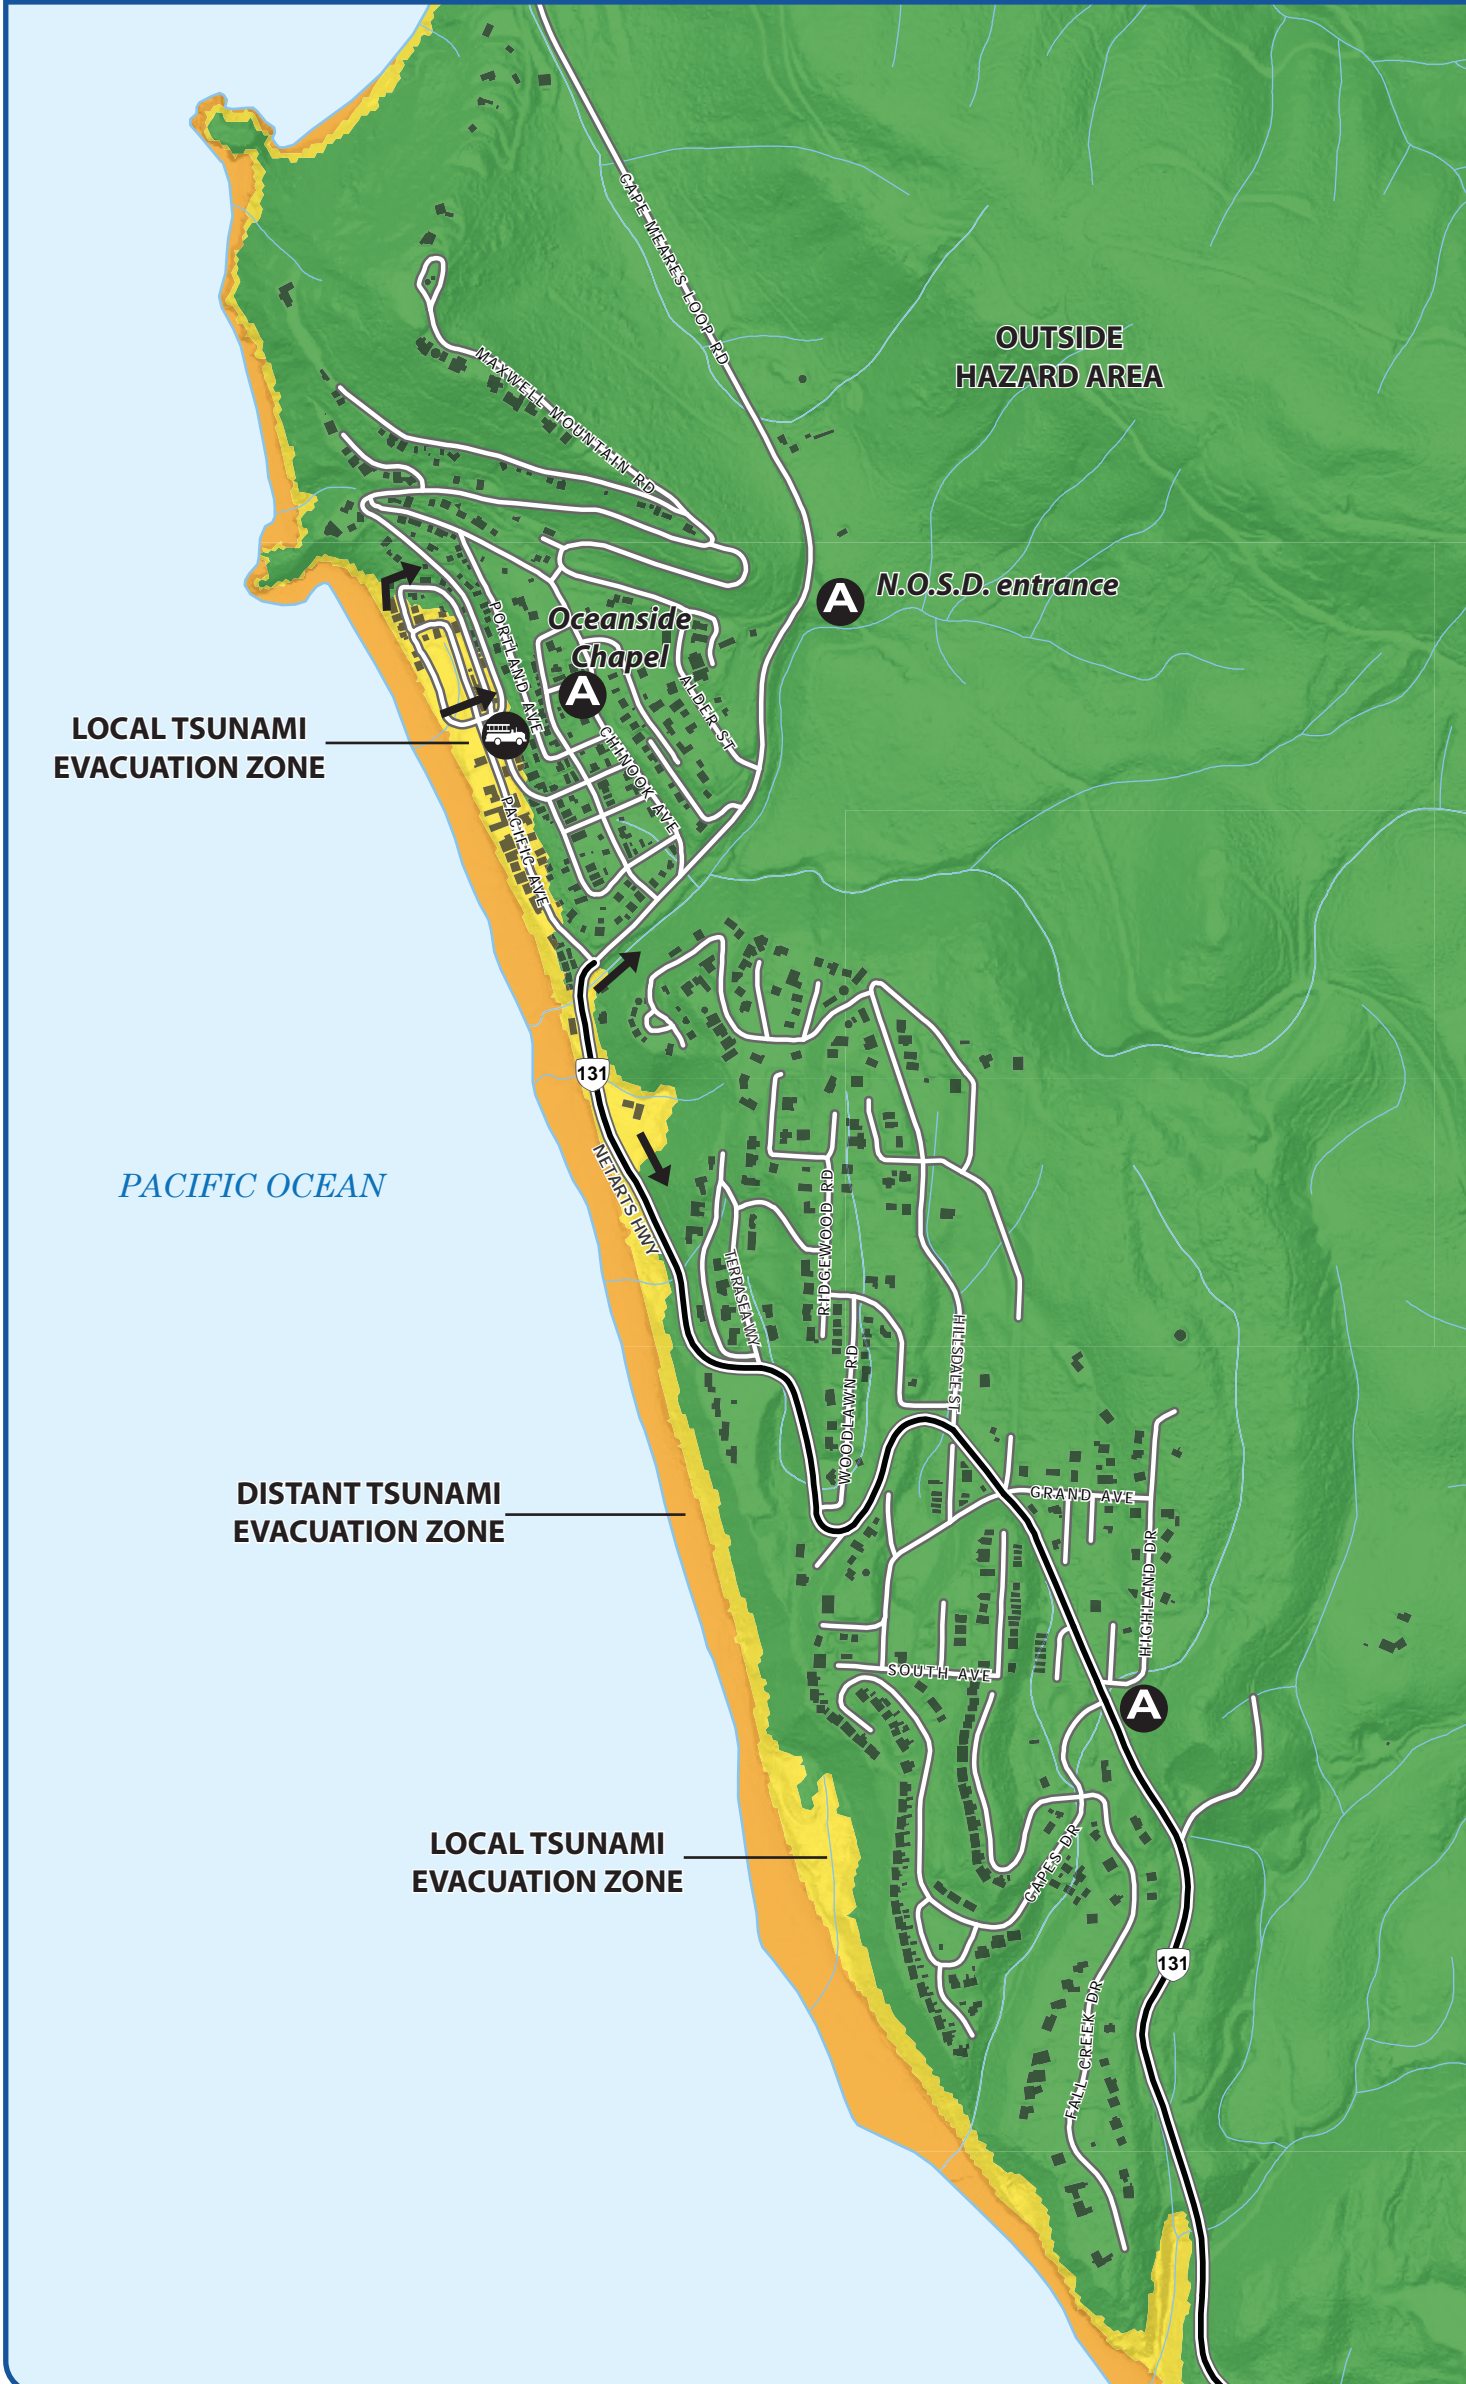 CAPE MEARES LOOP RD
OUTSIDE
HAZARD AREA
MAXWELL MOUNTAIN RD
A
N.O.S.D. entrance
Oceanside
Chapel
A
PORTLAND AVE
ALDER ST
LOCAL TSUNAMI
EVACUATION ZONE
CHINOOK AVE
PACIFIC AVE
131
NETARTS HWY
PACIFIC OCEAN
RIDGEWOOD RD
TERRASEA WY
HILLSDALE ST
WOODLAWN RD
DISTANT TSUNAMI
EVACUATION ZONE
GRAND AVE
HIGHLAND DR
SOUTH AVE
A
LOCAL TSUNAMI
EVACUATION ZONE
CAPES DR
131
FALL CREEK DR